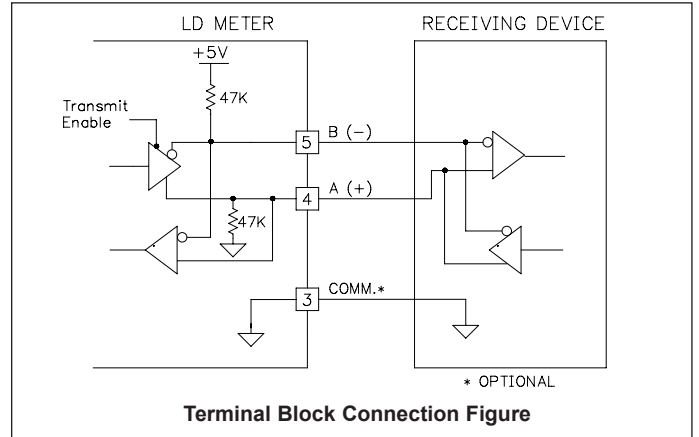 LD METER
RECEIVING DEVICE
+5V
47K
Transmit
Enable
5
B (-)
4
A (+)
47K
3
COMM.*
* OPTIONAL
Terminal Block Connection Figure